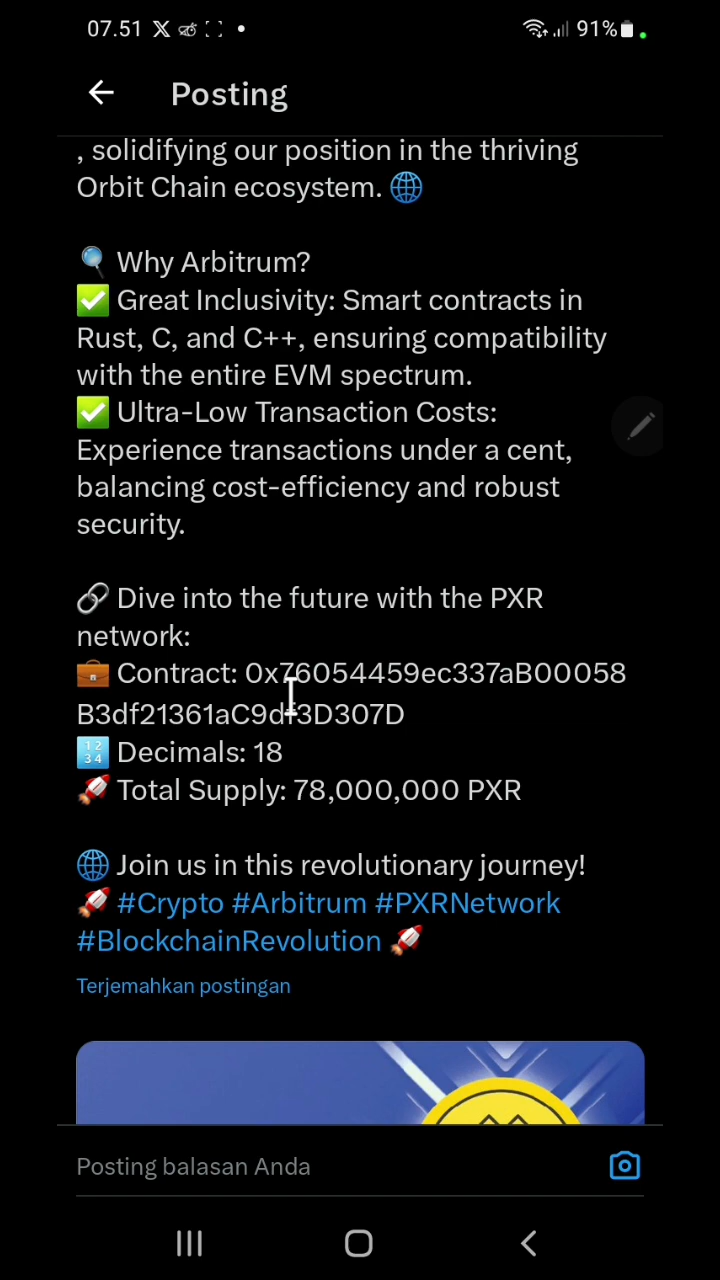 07.51 91%
Posting
, solidifying our position in the thriving
Orbit Chain ecosystem. 🌐
🔍 Why Arbitrum?
✅ Great Inclusivity: Smart contracts in
Rust, C, and C++, ensuring compatibility
with the entire EVM spectrum.
✅ Ultra-Low Transaction Costs:
Experience transactions under a cent,
balancing cost-efficiency and robust
security.
🔗 Dive into the future with the PXR
network:
💼 Contract: 0x76054459ec337aB00058
B3df21361aC9df3D307D
🔢 Decimals: 18
🚀 Total Supply: 78,000,000 PXR
🌐 Join us in this revolutionary journey!
🚀 #Crypto #Arbitrum #PXRNetwork
#BlockchainRevolution 🚀
Terjemahkan postingan
Posting balasan Anda